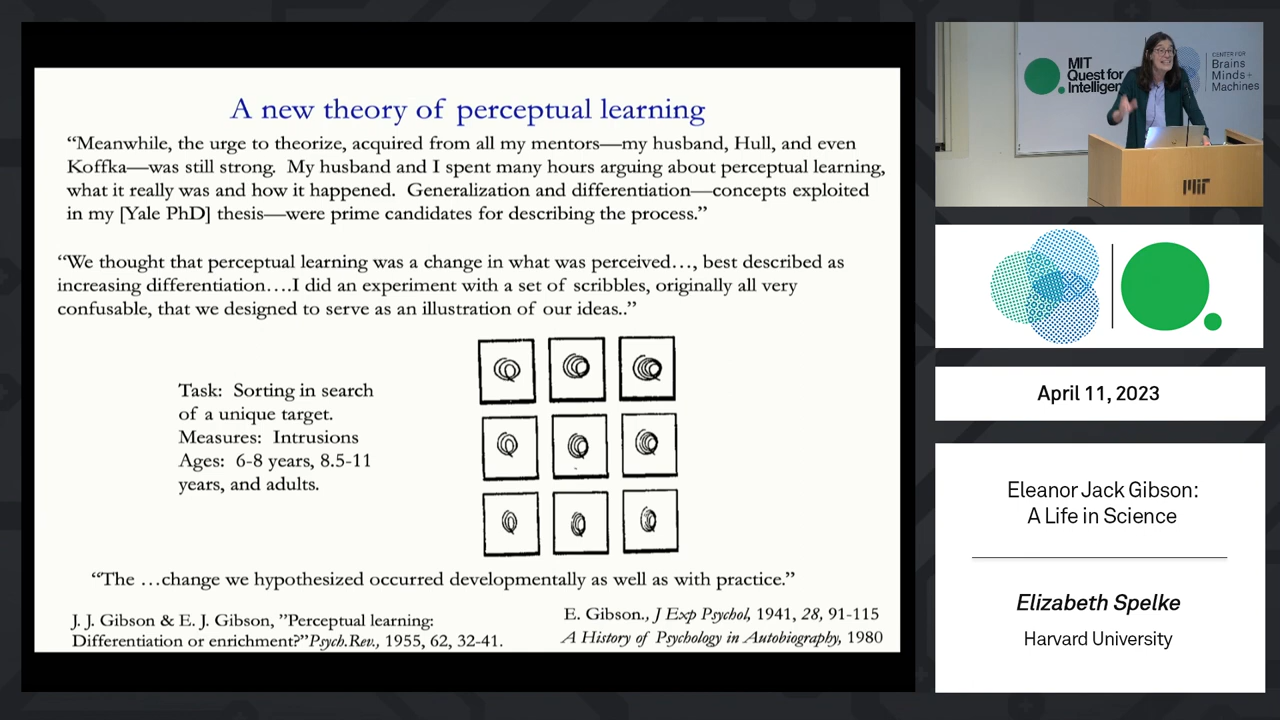 A new theory of perceptual learning
“Meanwhile, the urge to theorize, acquired from all my mentors—my husband, Hull, and even
Koffka—was still strong.  My husband and I spent many hours arguing about perceptual learning,
what it really was and how it happened.  Generalization and differentiation—concepts exploited
in my [Yale PhD] thesis—were prime candidates for describing the process.”
“We thought that perceptual learning was a change in what was perceived…, best described as
increasing differentiation….I did an experiment with a set of scribbles, originally all very
confusable, that we designed to serve as an illustration of our ideas..”
Task:  Sorting in search
of a unique target.
Measures:  Intrusions
Ages:  6-8 years, 8.5-11
years, and adults.
“The …change we hypothesized occurred developmentally as well as with practice.”
J. J. Gibson & E. J. Gibson, ”Perceptual learning:
Differentiation or enrichment?”Psych.Rev., 1955, 62, 32-41.
E. Gibson., J Exp Psychol, 1941, 28, 91-115
A History of Psychology in Autobiography, 1980
MIT
Quest for
Intelligen
CENTER FOR
Brains
Minds+
Machines
MIT
April 11, 2023
Eleanor Jack Gibson:
A Life in Science
Elizabeth Spelke
Harvard University